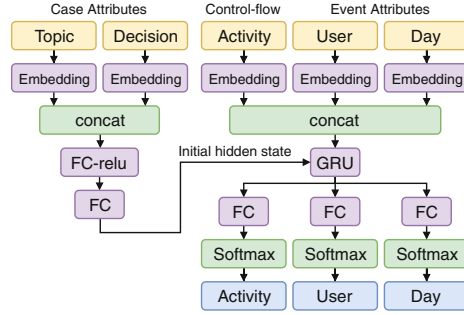 Case Attributes Control-flow Event Attributes
Topic Decision Activity User Day
Embedding Embedding Embedding Embedding Embedding
concat concat
FC-relu Initial hidden state GRU
FC FC FC FC
Softmax Softmax Softmax
Activity User Day